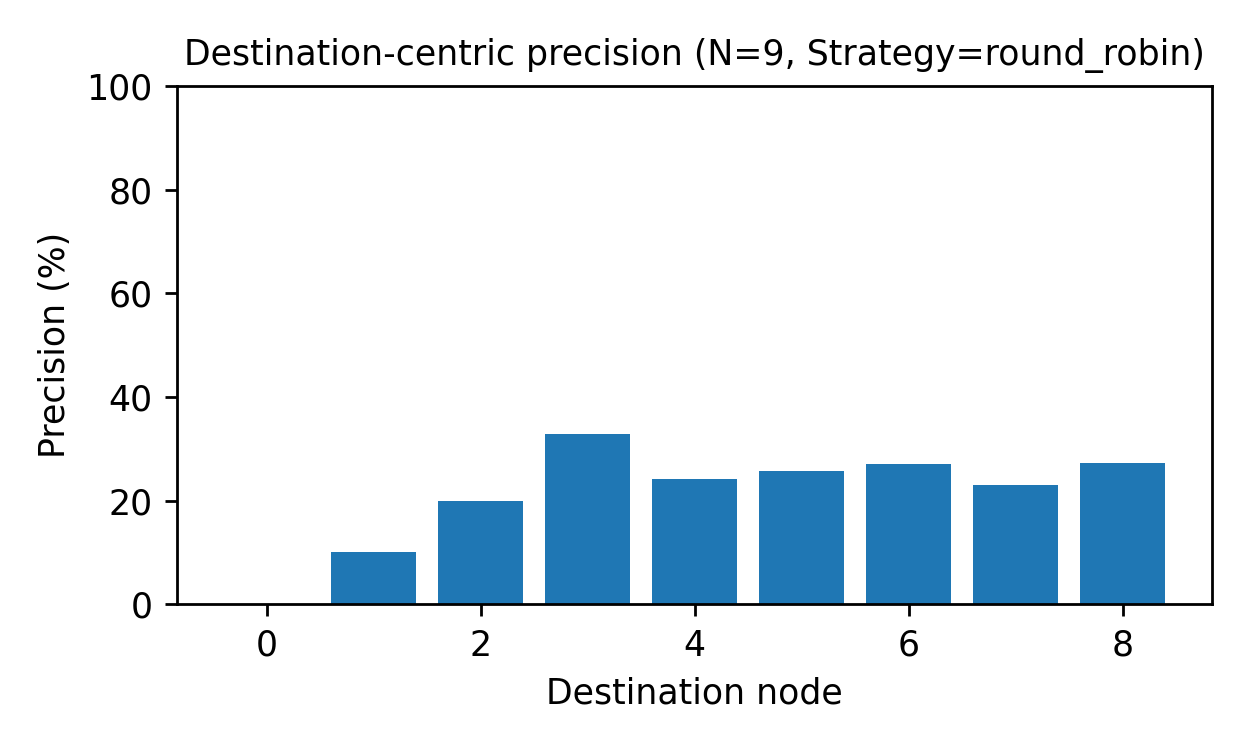 Destination-centric precision (N=9, Strategy=round_robin)
100
80
60
40
20
0
Precision (%)
0 2 4 6 8
Destination node